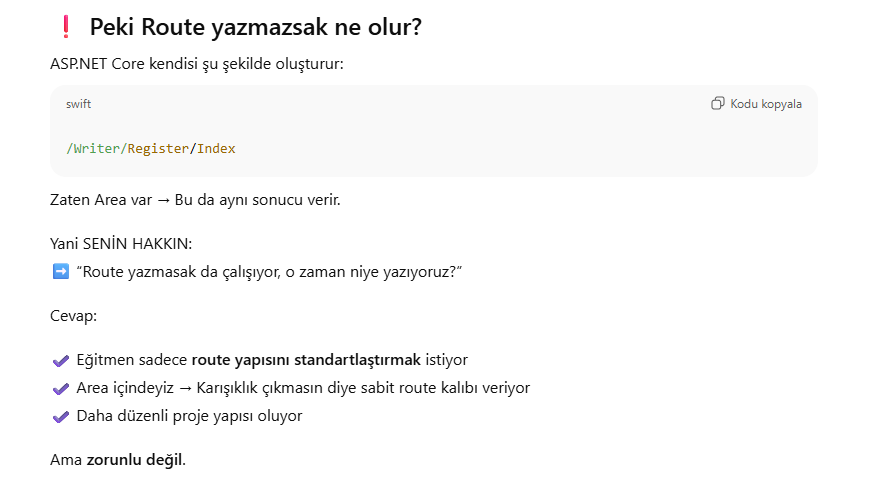 ❗ Peki Route yazmazsak ne olur?
ASP.NET Core kendisi şu şekilde oluşturur:
swift
Kodu kopyala
/Writer/Register/Index
Zaten Area var → Bu da aynı sonucu verir.
Yani SENİN HAKKIN:
➡️ “Route yazmasak da çalışıyor, o zaman niye yazıyoruz?”
Cevap:
✔ Eğitmen sadece route yapısını standartlaştırmak istiyor
✔ Area içindeyiz → Karışıklık çıkmasın diye sabit route kalıbı veriyor
✔ Daha düzenli proje yapısı oluyor
Ama zorunlu değil.